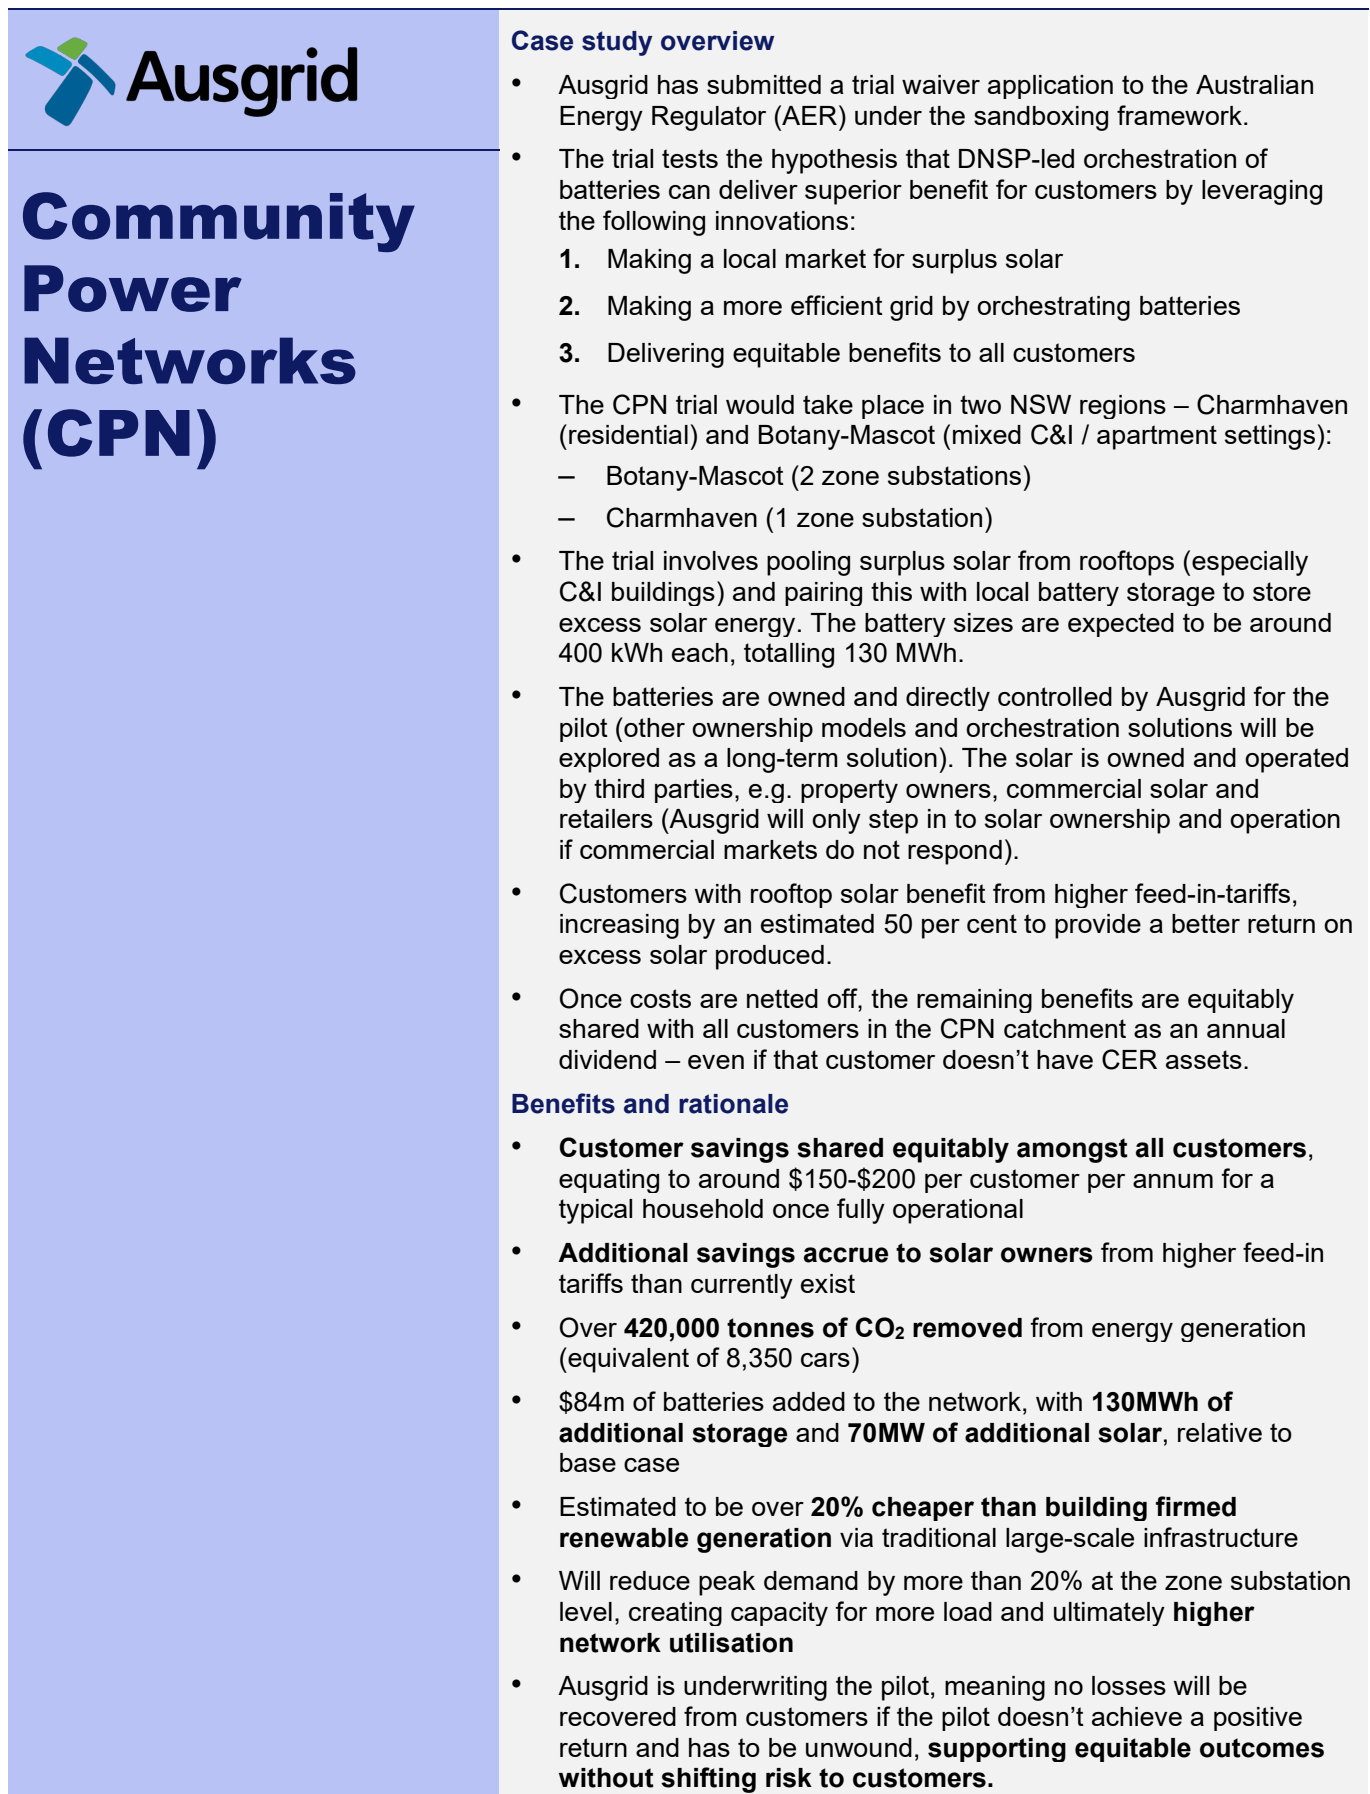 Ausgrid
Community
Power
Networks
(CPN)
Case study overview
• Ausgrid has submitted a trial waiver application to the Australian
Energy Regulator (AER) under the sandboxing framework.
• The trial tests the hypothesis that DNSP-led orchestration of
batteries can deliver superior benefit for customers by leveraging
the following innovations:
1. Making a local market for surplus solar
2. Making a more efficient grid by orchestrating batteries
3. Delivering equitable benefits to all customers
• The CPN trial would take place in two NSW regions – Charmhaven
(residential) and Botany-Mascot (mixed C&I / apartment settings):
– Botany-Mascot (2 zone substations)
– Charmhaven (1 zone substation)
• The trial involves pooling surplus solar from rooftops (especially
C&I buildings) and pairing this with local battery storage to store
excess solar energy. The battery sizes are expected to be around
400 kWh each, totalling 130 MWh.
• The batteries are owned and directly controlled by Ausgrid for the
pilot (other ownership models and orchestration solutions will be
explored as a long-term solution). The solar is owned and operated
by third parties, e.g. property owners, commercial solar and
retailers (Ausgrid will only step in to solar ownership and operation
if commercial markets do not respond).
• Customers with rooftop solar benefit from higher feed-in-tariffs,
increasing by an estimated 50 per cent to provide a better return on
excess solar produced.
• Once costs are netted off, the remaining benefits are equitably
shared with all customers in the CPN catchment as an annual
dividend – even if that customer doesn’t have CER assets.
Benefits and rationale
• Customer savings shared equitably amongst all customers,
equating to around $150-$200 per customer per annum for a
typical household once fully operational
• Additional savings accrue to solar owners from higher feed-in
tariffs than currently exist
• Over 420,000 tonnes of CO₂ removed from energy generation
(equivalent of 8,350 cars)
• $84m of batteries added to the network, with 130MWh of
additional storage and 70MW of additional solar, relative to
base case
• Estimated to be over 20% cheaper than building firmed
renewable generation via traditional large-scale infrastructure
• Will reduce peak demand by more than 20% at the zone substation
level, creating capacity for more load and ultimately higher
network utilisation
• Ausgrid is underwriting the pilot, meaning no losses will be
recovered from customers if the pilot doesn’t achieve a positive
return and has to be unwound, supporting equitable outcomes
without shifting risk to customers.